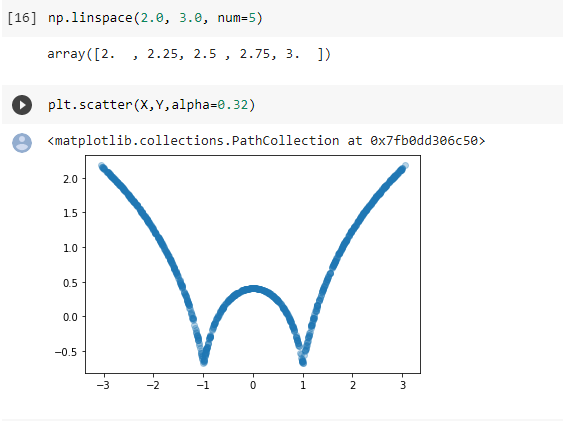 [16] np.linspace(2.0, 3.0, num=5)
array([2.  , 2.25, 2.5 , 2.75, 3.  ])
plt.scatter(X,Y,alpha=0.32)
<matplotlib.collections.PathCollection at 0x7fb0dd306c50>
2.0
1.5
1.0
0.5
0.0
−0.5
−3 −2 −1 0 1 2 3